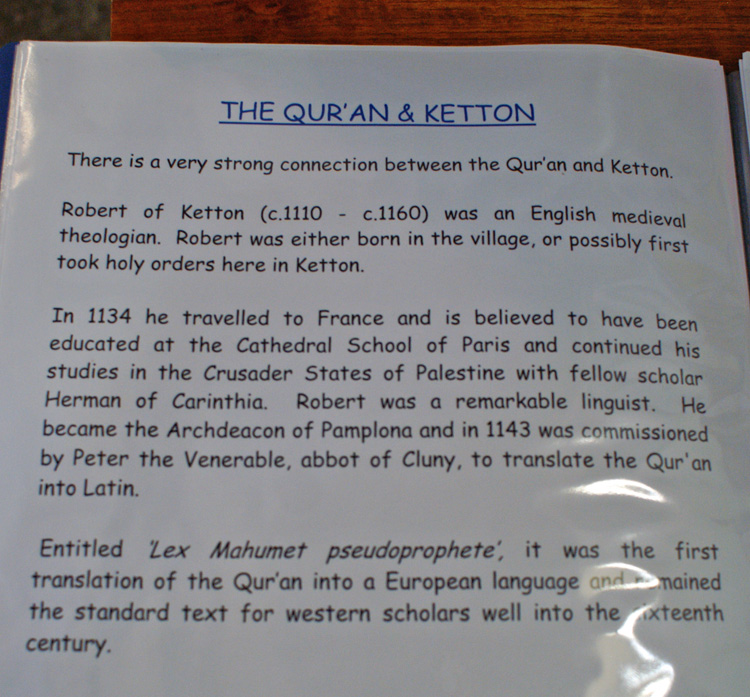 THE QUR'AN & KETTON
There is a very strong connection between the Qur'an and Ketton.
Robert of Ketton (c.1110 - c.1160) was an English medieval
theologian. Robert was either born in the village, or possibly first
took holy orders here in Ketton.
In 1134 he travelled to France and is believed to have been
educated at the Cathedral School of Paris and continued his
studies in the Crusader States of Palestine with fellow scholar
Herman of Carinthia. Robert was a remarkable linguist. He
became the Archdeacon of Pamplona and in 1143 was commissioned
by Peter the Venerable, abbot of Cluny, to translate the Qur'an
into Latin.
Entitled 'Lex Mahumet pseudoprophete', it was the first
translation of the Qur'an into a European language and remained
the standard text for western scholars well into the sixteenth
century.